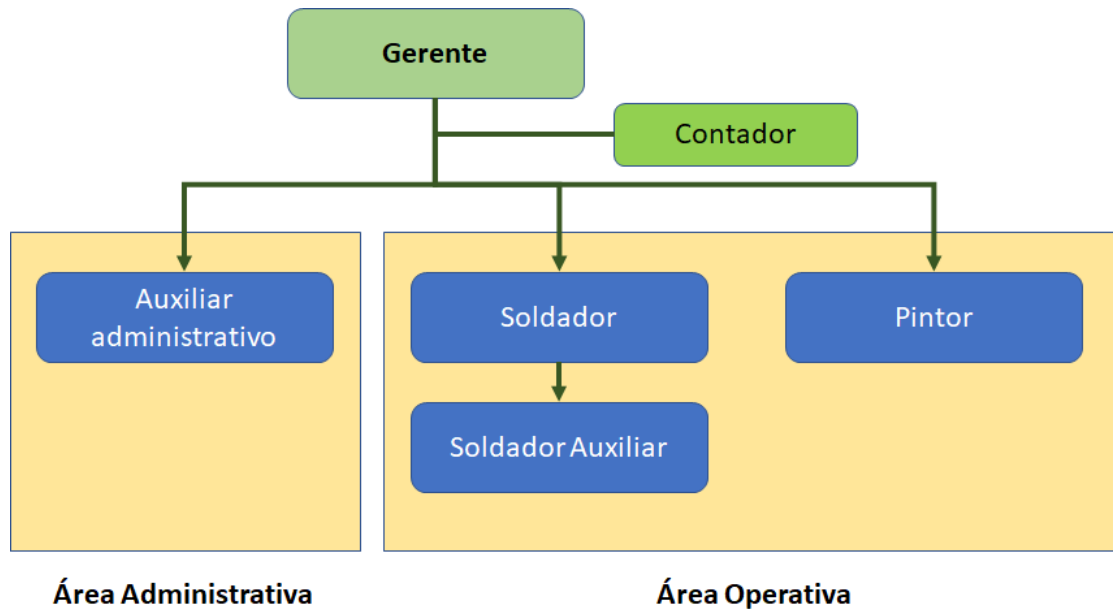 Gerente
Contador
Auxiliar
administrativo
Soldador
Pintor
Soldador Auxiliar
Área Administrativa
Área Operativa